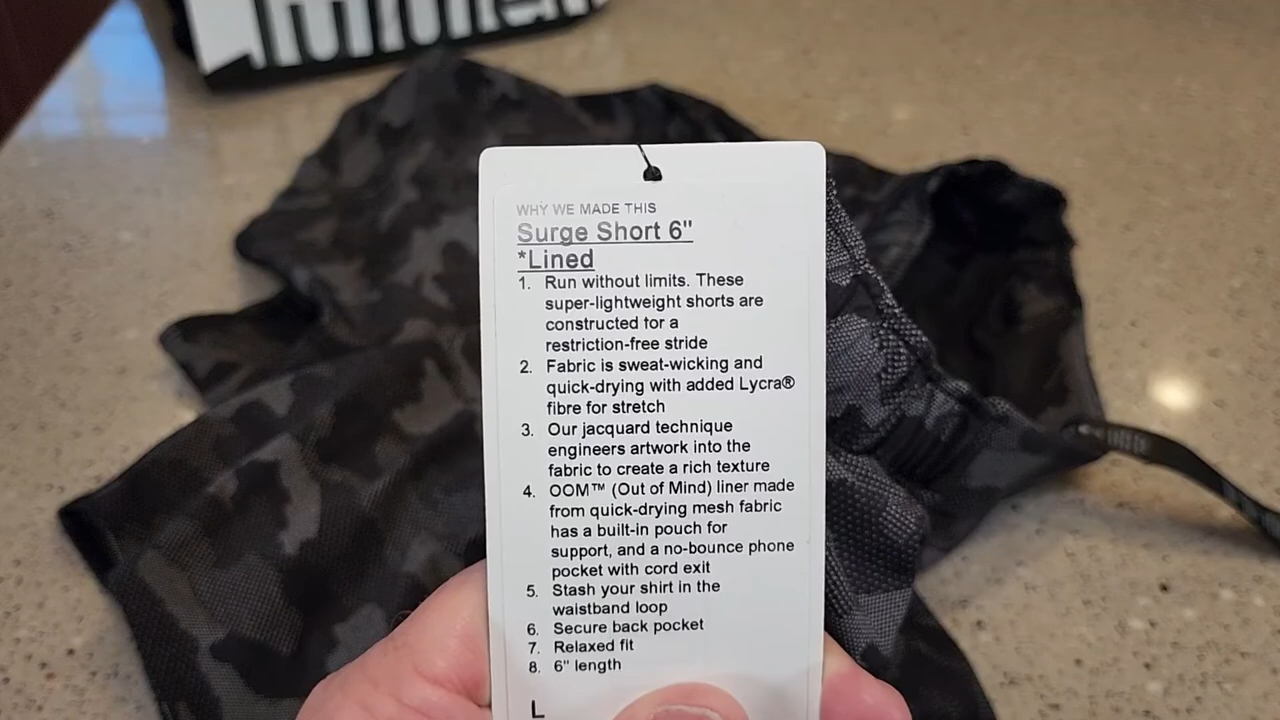 WHY WE MADE THIS
Surge Short 6"
*Lined
1. Run without limits. These
super-lightweight shorts are
constructed for a
restriction-free stride
2. Fabric is sweat-wicking and
quick-drying with added Lycra®
fibre for stretch
3. Our jacquard technique
engineers artwork into the
fabric to create a rich texture
4. OOM™ (Out of Mind) liner made
from quick-drying mesh fabric
has a built-in pouch for
support, and a no-bounce phone
pocket with cord exit
5. Stash your shirt in the
waistband loop
6. Secure back pocket
7. Relaxed fit
8. 6" length
L